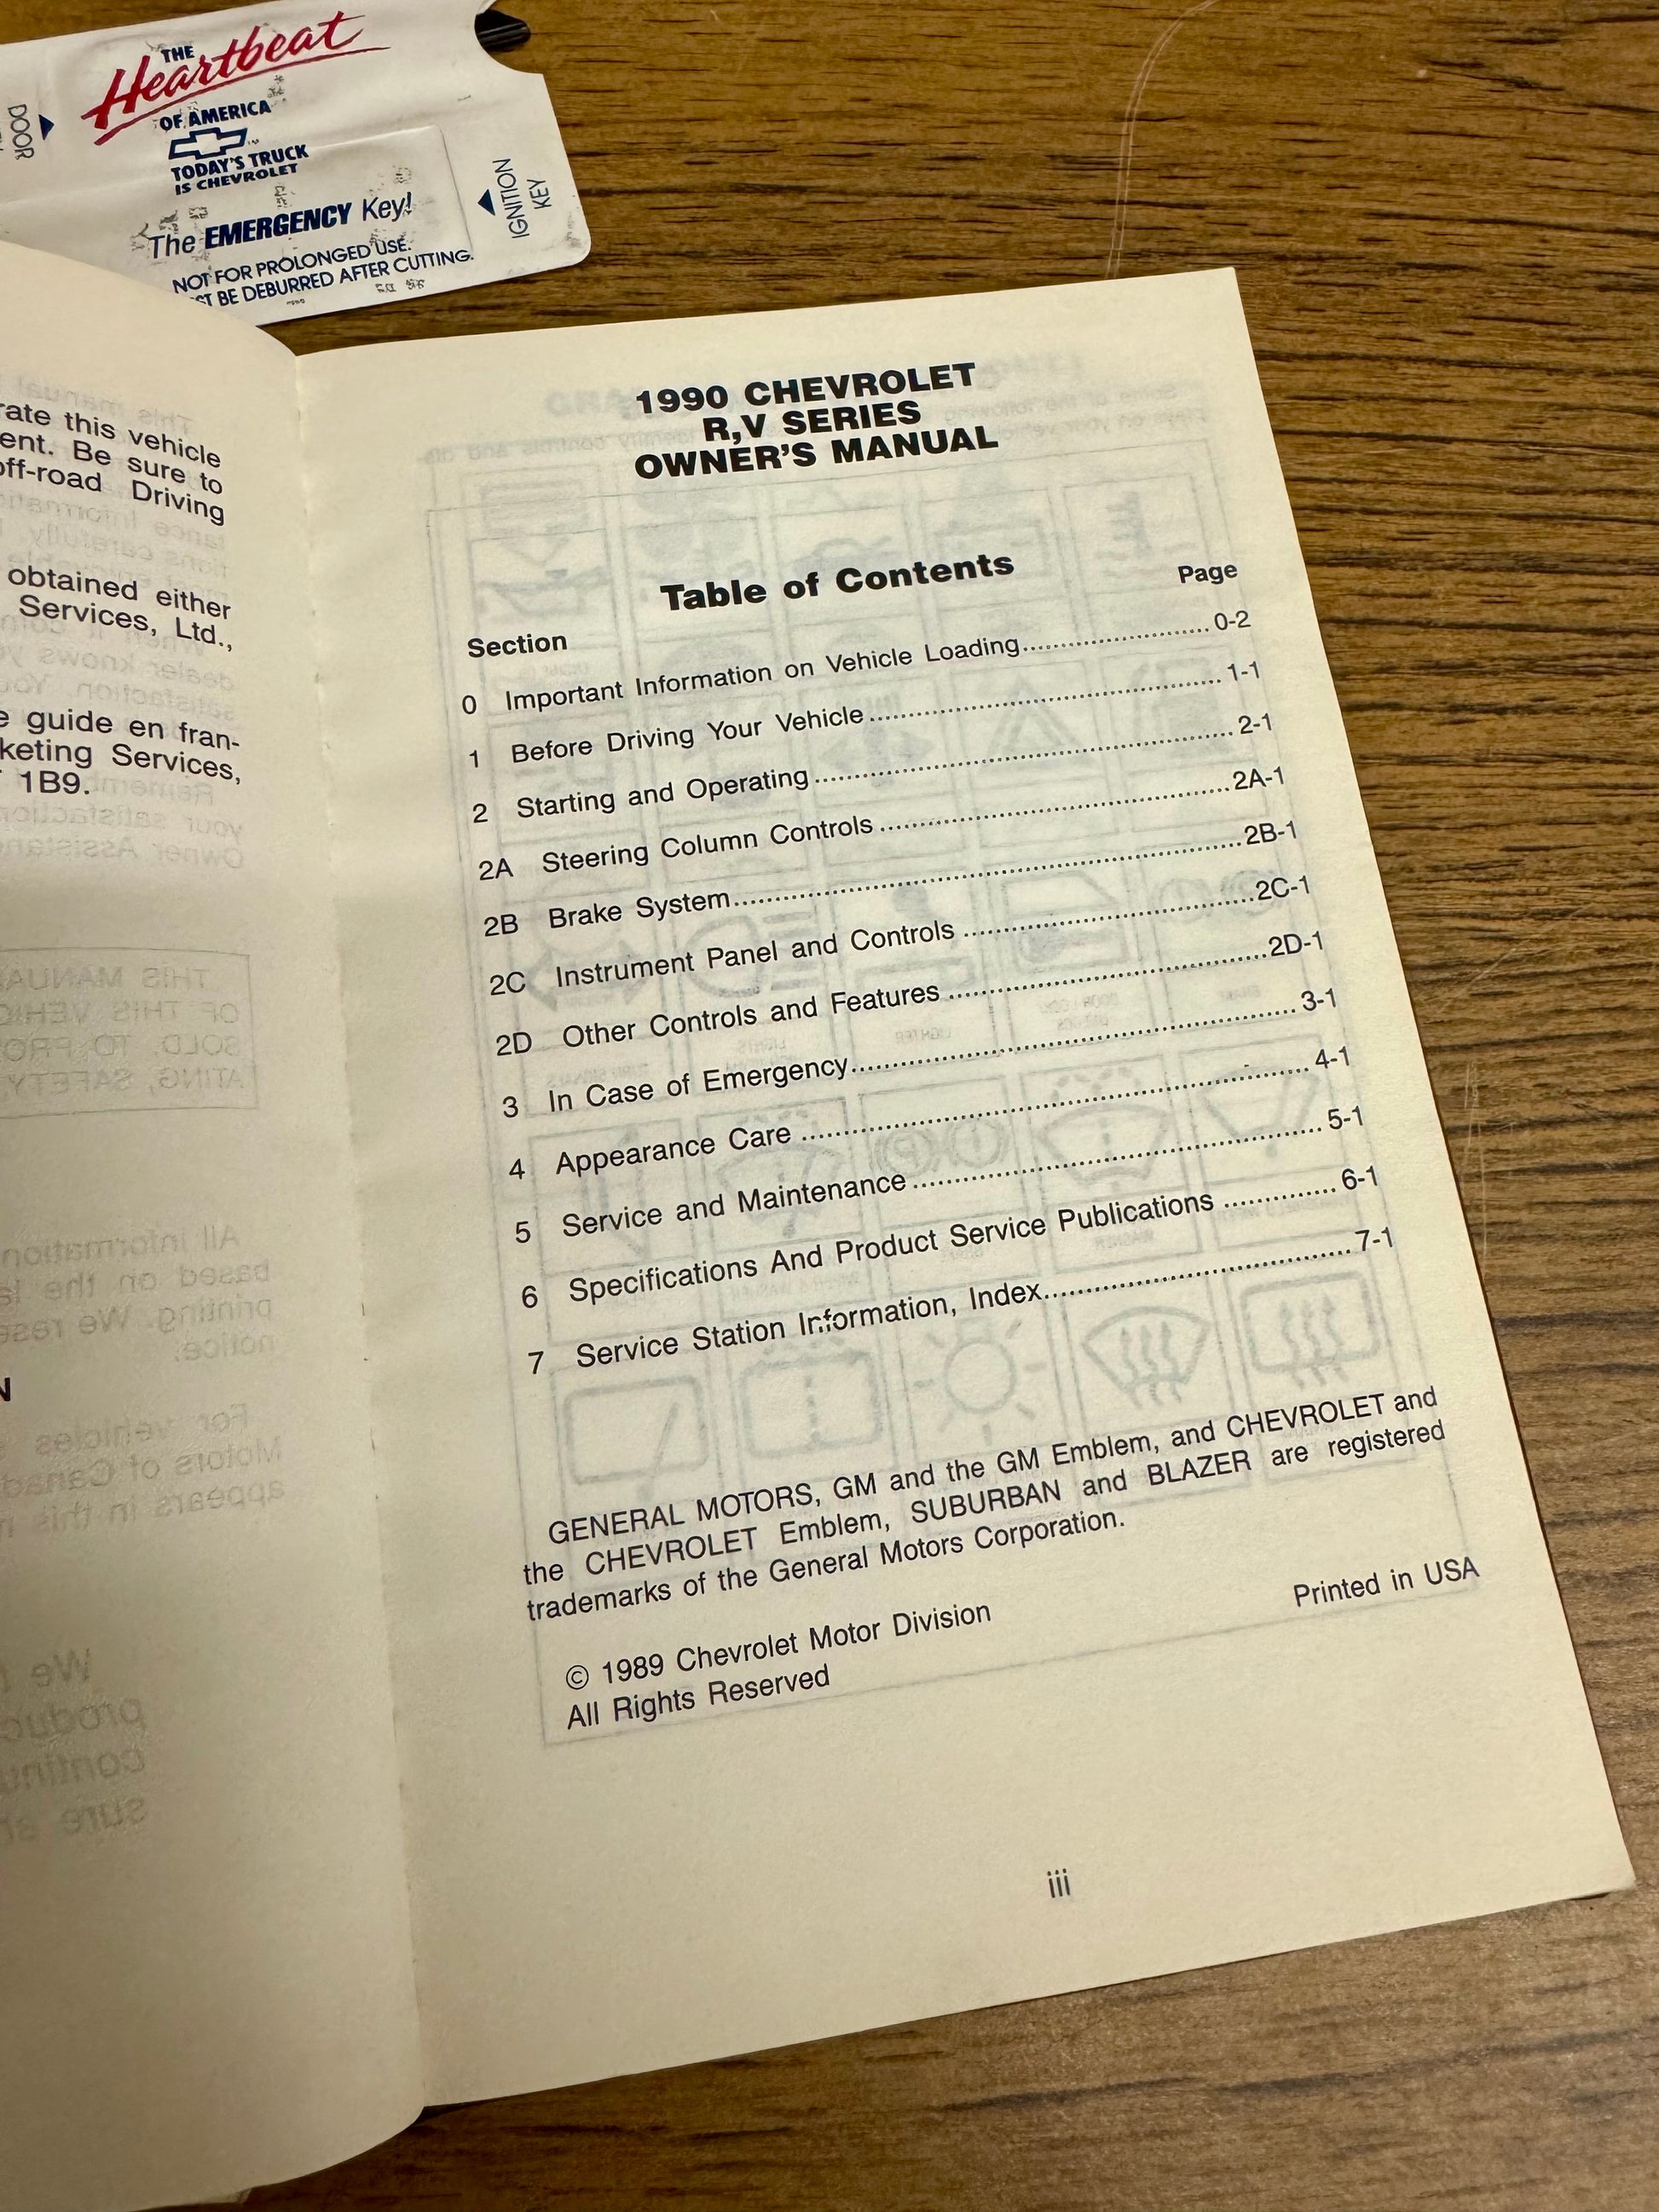 DOOR
THE
Heartbeat
OF AMERICA
TODAY'S TRUCK
IS CHEVROLET
The EMERGENCY Key!
NOT FOR PROLONGED USE.
BE DEBURRED AFTER CUTTING.
IGNITION
KEY
this vehicle
Be sure to
off-road Driving
obtained either
Services, Ltd.,
guide en fran-
Services,
1B9.
1990 CHEVROLET
R,V SERIES
OWNER'S MANUAL
Table of Contents
Section Page
0 Important Information on Vehicle Loading 0-2
1 Before Driving Your Vehicle 1-1
2 Starting and Operating 2-1
2A Steering Column Controls 2A-1
2B Brake System 2B-1
2C Instrument Panel and Controls 2C-1
2D Other Controls and Features 2D-1
3 In Case of Emergency 3-1
4 Appearance Care 4-1
5 Service and Maintenance 5-1
6 Specifications And Product Service Publications 6-1
7 Service Station Information, Index 7-1
GENERAL MOTORS, GM and the GM Emblem, and CHEVROLET and
the CHEVROLET Emblem, SUBURBAN and BLAZER are registered
trademarks of the General Motors Corporation.
© 1989 Chevrolet Motor Division Printed in USA
All Rights Reserved
iii